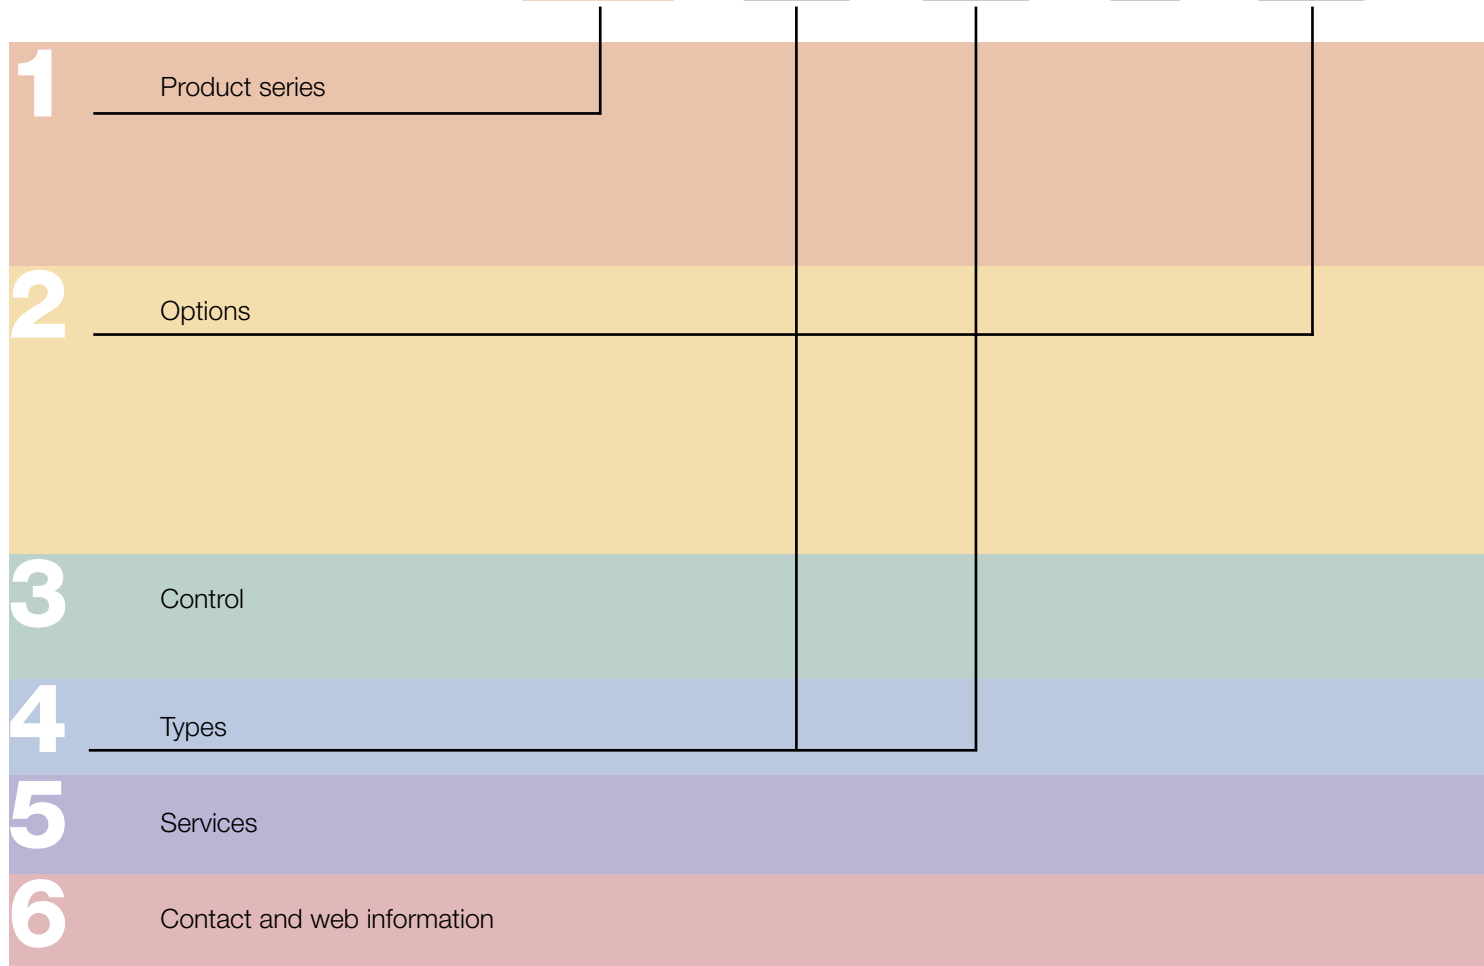 1
Product series
2
Options
3
Control
4
Types
5
Services
6
Contact and web information